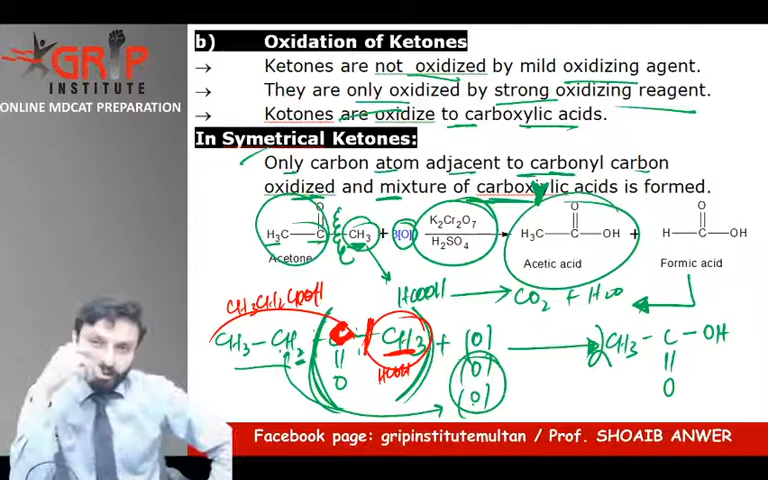 GRIP
INSTITUTE
ONLINE MDCAT PREPARATION
b) Oxidation of Ketones
→ Ketones are not oxidized by mild oxidizing agent.
→ They are only oxidized by strong oxidizing reagent.
→ Kotones are oxidize to carboxylic acids.
In Symetrical Ketones:
Only carbon atom adjacent to carbonyl carbon
oxidized and mixture of carboxiylic acids is formed.
H₃C — C — CH₃ + 3[O] K₂Cr₂O₇ H₃C — C — OH + H — C — OH
O O O
H₂SO₄
Acetone Acetic acid Formic acid
HCOOH → CO₂ + H₂O
CH₃CH₂COOH
CH₃ — CH₂ — C — CH₃ + [O] → CH₃ — C — OH
O HCOOH [O] O
[O]
Facebook page: gripinstitutemultan / Prof. SHOAIB ANWER